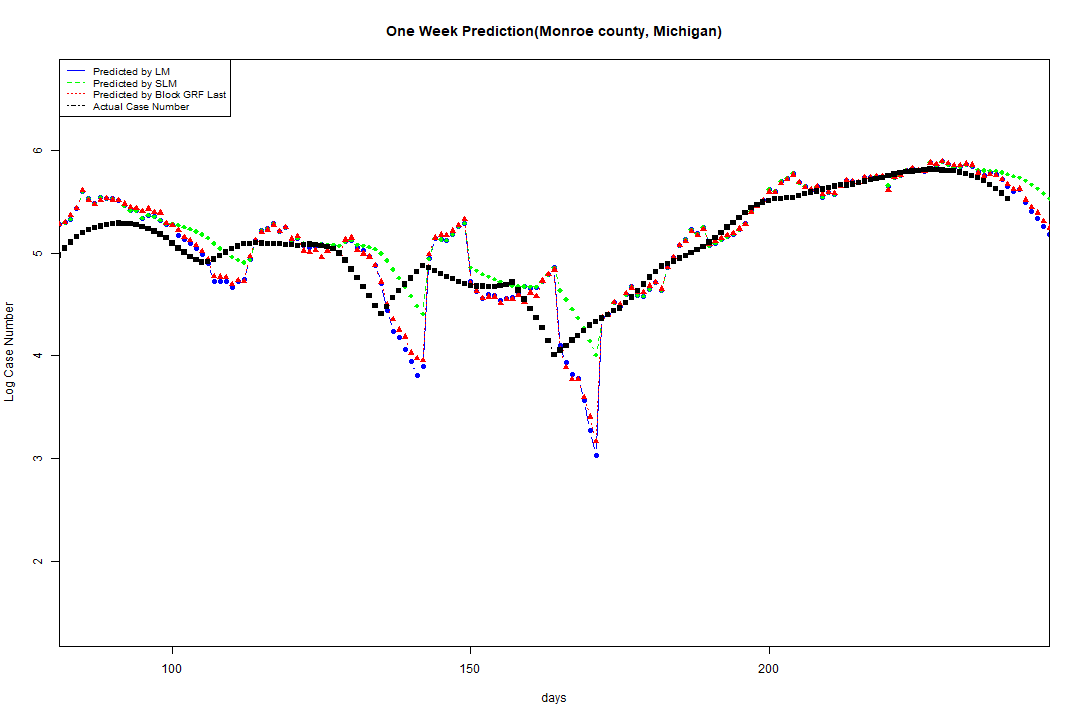 One Week Prediction(Monroe county, Michigan)
Predicted by LM
Predicted by SLM
Predicted by Block GRF Last
Actual Case Number
6
5
4
3
2
Log Case Number
100 150 200
days